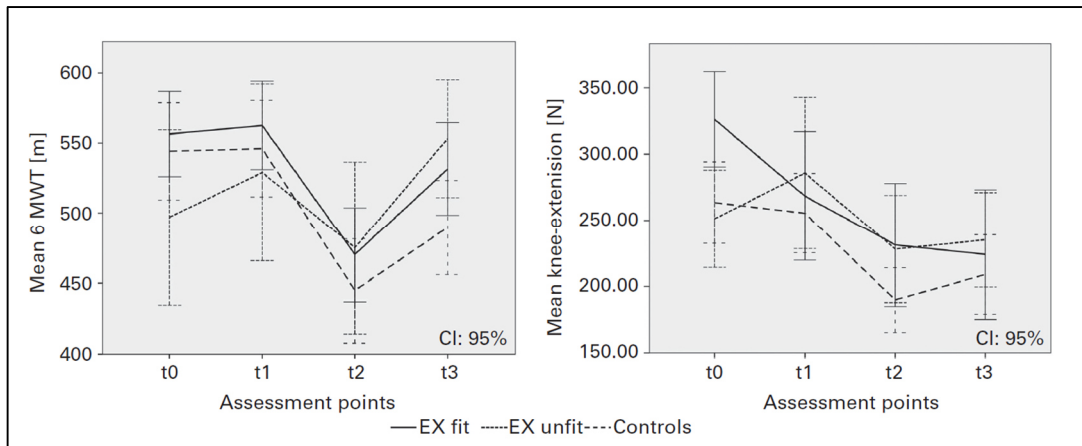 Mean 6 MWT [m]
600
550
500
450
400
t0 t1 t2 t3
Assessment points
CI: 95%
Mean knee-extenision [N]
350.00
300.00
250.00
200.00
150.00
t0 t1 t2 t3
Assessment points
CI: 95%
EX fit EX unfit Controls